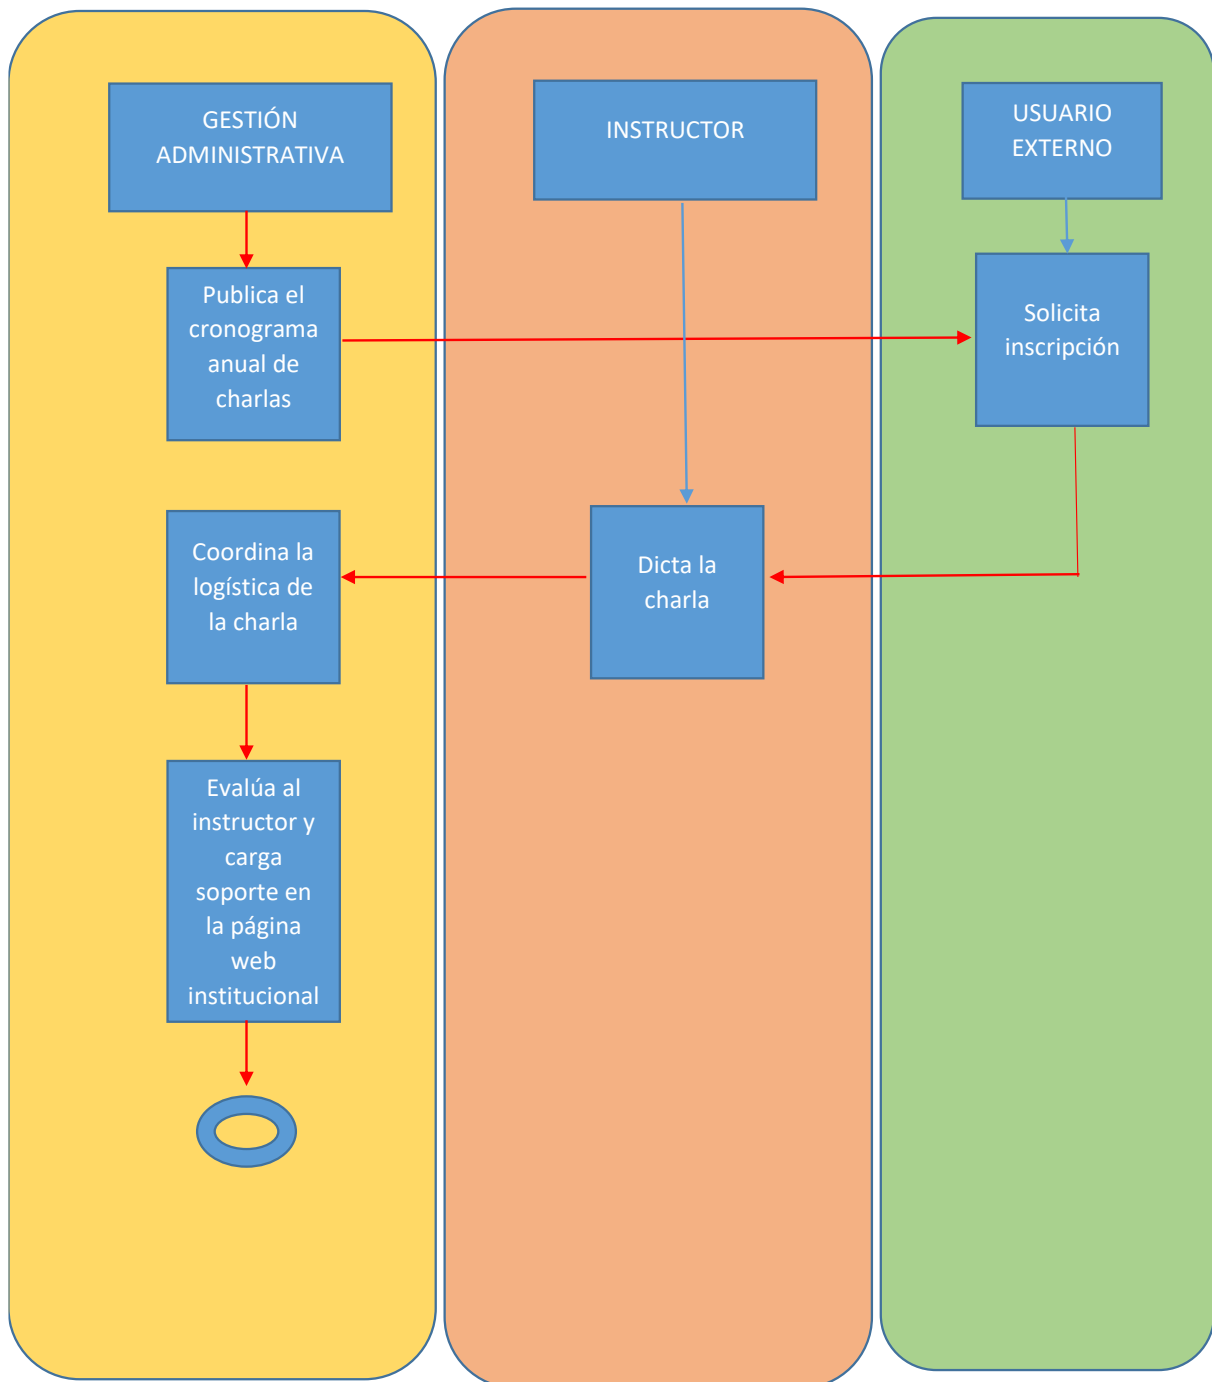 GESTIÓN
ADMINISTRATIVA
INSTRUCTOR
USUARIO
EXTERNO
Publica el
cronograma
anual de
charlas
Solicita
inscripción
Coordina la
logística de
la charla
Dicta la
charla
Evalúa al
instructor y
carga
soporte en
la página
web
institucional